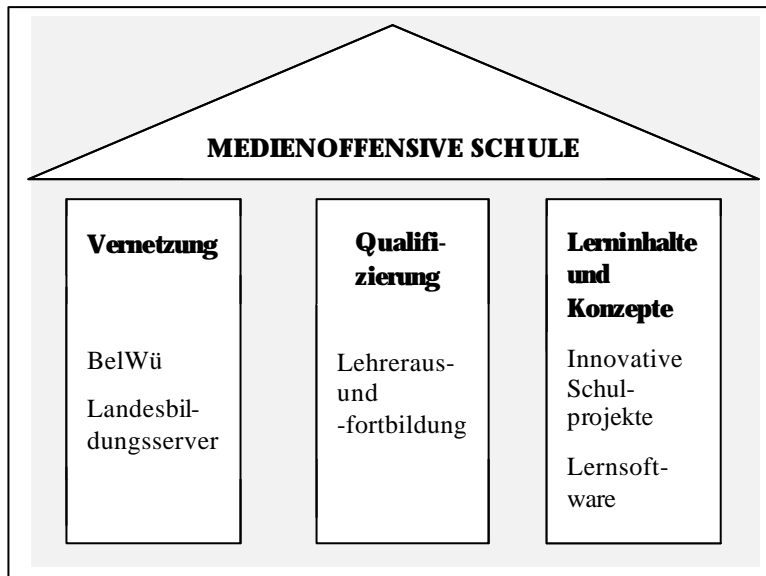 MEDIENOFFENSIVE SCHULE
Vernetzung
BelWü
Landesbil-
dungsserver
Qualifi-
zierung
Lehreraus-
und
-fortbildung
Lerninhalte
und
Konzepte
Innovative
Schul-
projekte
Lernsoft-
ware